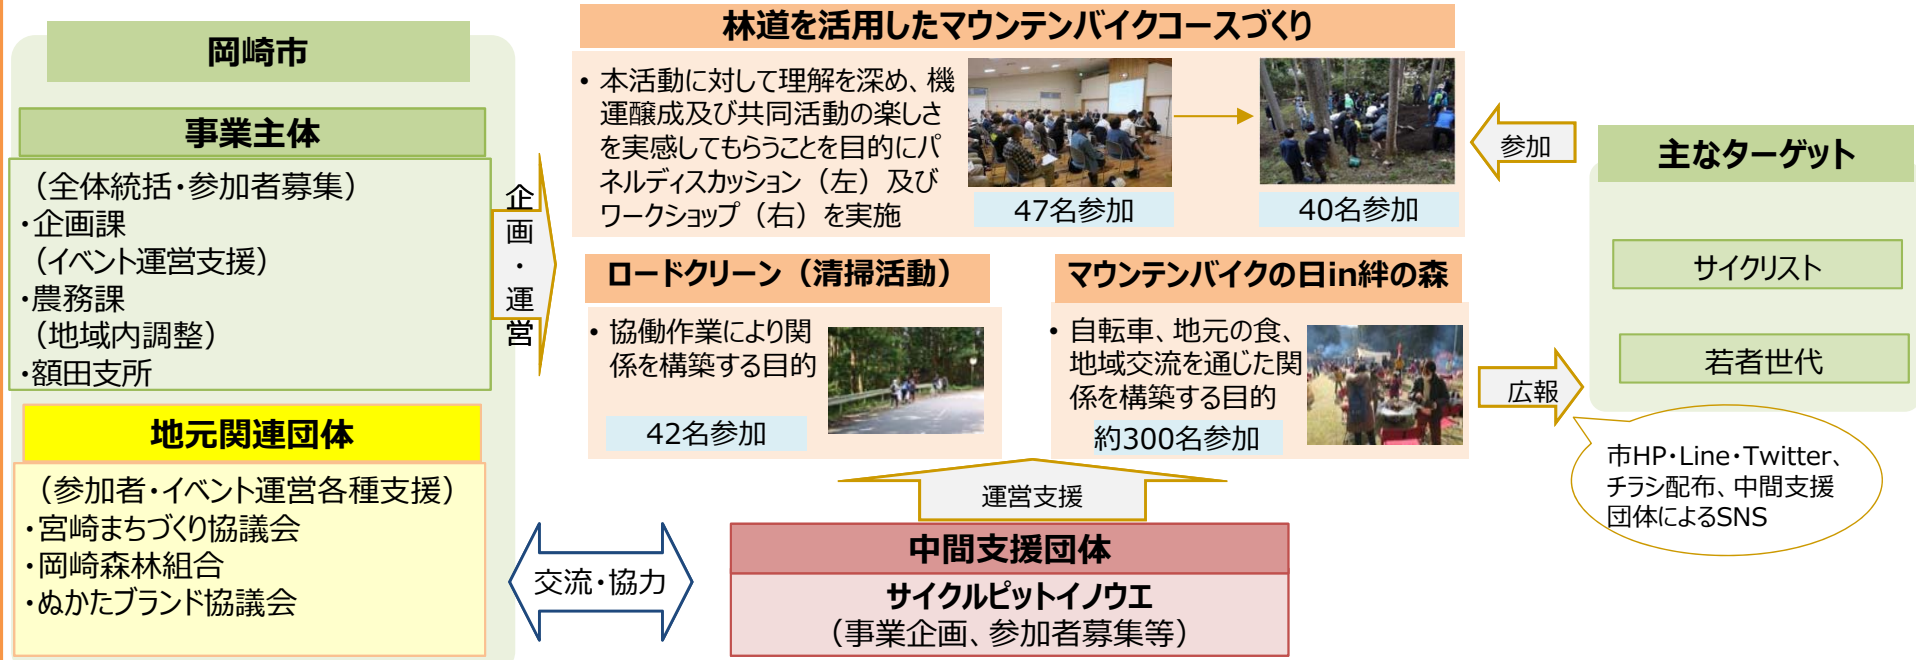 岡崎市
事業主体
（全体統括・参加者募集）
・企画課
（イベント運営支援）
・農務課
（地域内調整）
・額田支所
地元関連団体
（参加者・イベント運営各種支援）
・宮崎まちづくり協議会
・岡崎森林組合
・ぬかたブランド協議会
企画・運営
林道を活用したマウンテンバイクコースづくり
• 本活動に対して理解を深め、機
運醸成及び共同活動の楽しさ
を実感してもらうことを目的にパ
ネルディスカッション（左）及び
ワークショップ（右）を実施
47名参加
40名参加
ロードクリーン（清掃活動）
• 協働作業により関
係を構築する目的
42名参加
マウンテンバイクの日in絆の森
• 自転車、地元の食、
地域交流を通じた関
係を構築する目的
約300名参加
運営支援
交流・協力
中間支援団体
サイクルピットイノウエ
（事業企画、参加者募集等）
参加
広報
主なターゲット
サイクリスト
若者世代
市HP・Line・Twitter、
チラシ配布、中間支援
団体によるSNS